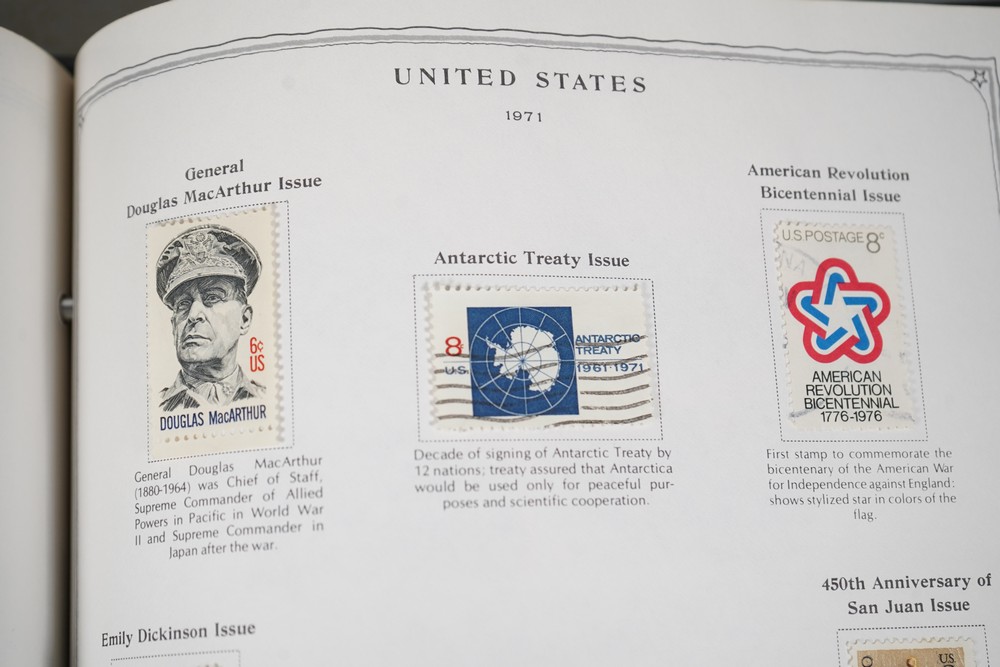 UNITED STATES
1971
General
Douglas MacArthur Issue
6¢
US
DOUGLAS MacARTHUR
General Douglas MacArthur
(1880-1964) was Chief of Staff,
Supreme Commander of Allied
Powers in Pacific in World War
II and Supreme Commander in
Japan after the war.
Antarctic Treaty Issue
8¢
U.S.
ANTARCTIC
TREATY
1961·1971
Decade of signing of Antarctic Treaty by
12 nations; treaty assured that Antarctica
would be used only for peaceful pur-
poses and scientific cooperation.
American Revolution
Bicentennial Issue
U.S. POSTAGE 8¢
AMERICAN
REVOLUTION
BICENTENNIAL
1776-1976
First stamp to commemorate the
bicentenary of the American War
for Independence against England;
shows stylized star in colors of the
flag.
Emily Dickinson Issue
450th Anniversary of
San Juan Issue
US